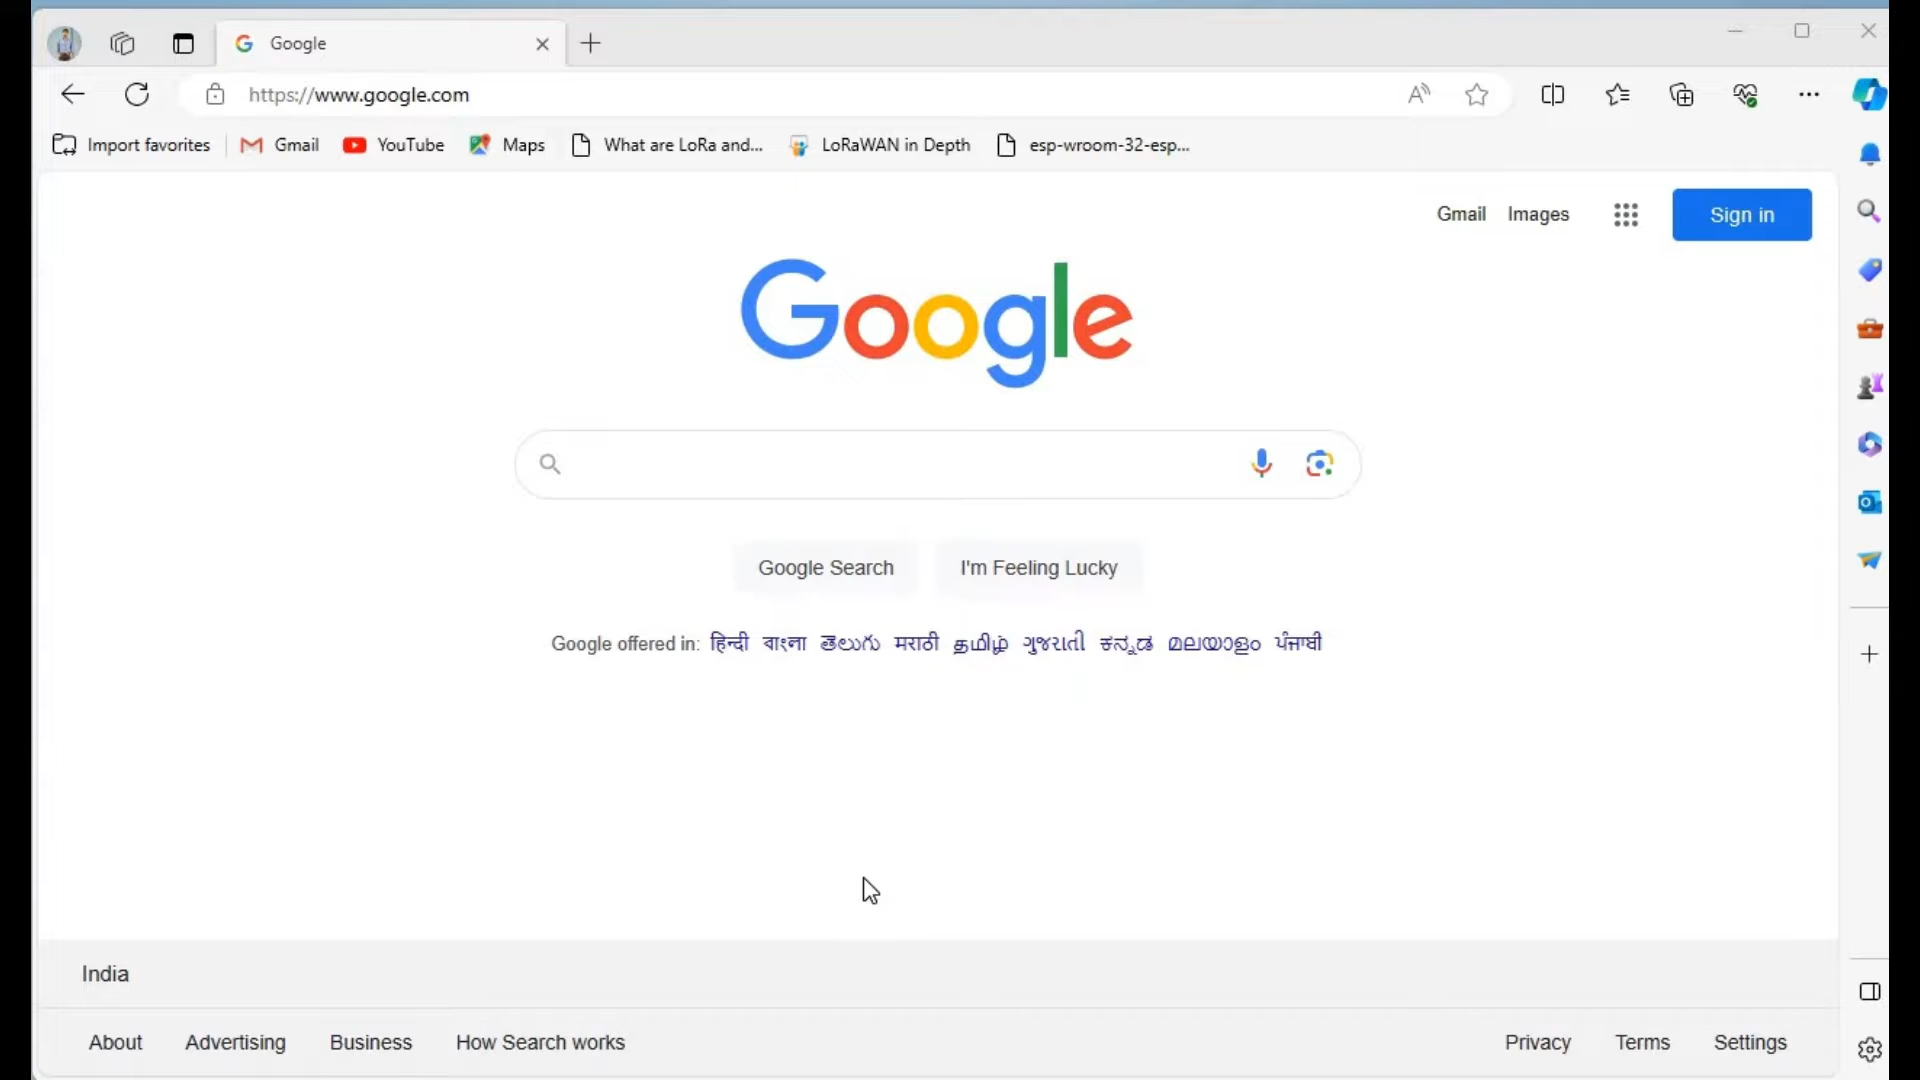 Google
https://www.google.com
Import favorites Gmail YouTube Maps What are LoRa and... LoRaWAN in Depth esp-wroom-32-esp...
Gmail Images Sign in
Google
Google Search I'm Feeling Lucky
Google offered in: हिन्दी বাংলা తెలుగు मराठी தமிழ் ગુજરાતી ಕನ್ನಡ മലയാളം ਪੰਜਾਬੀ
India
About Advertising Business How Search works Privacy Terms Settings